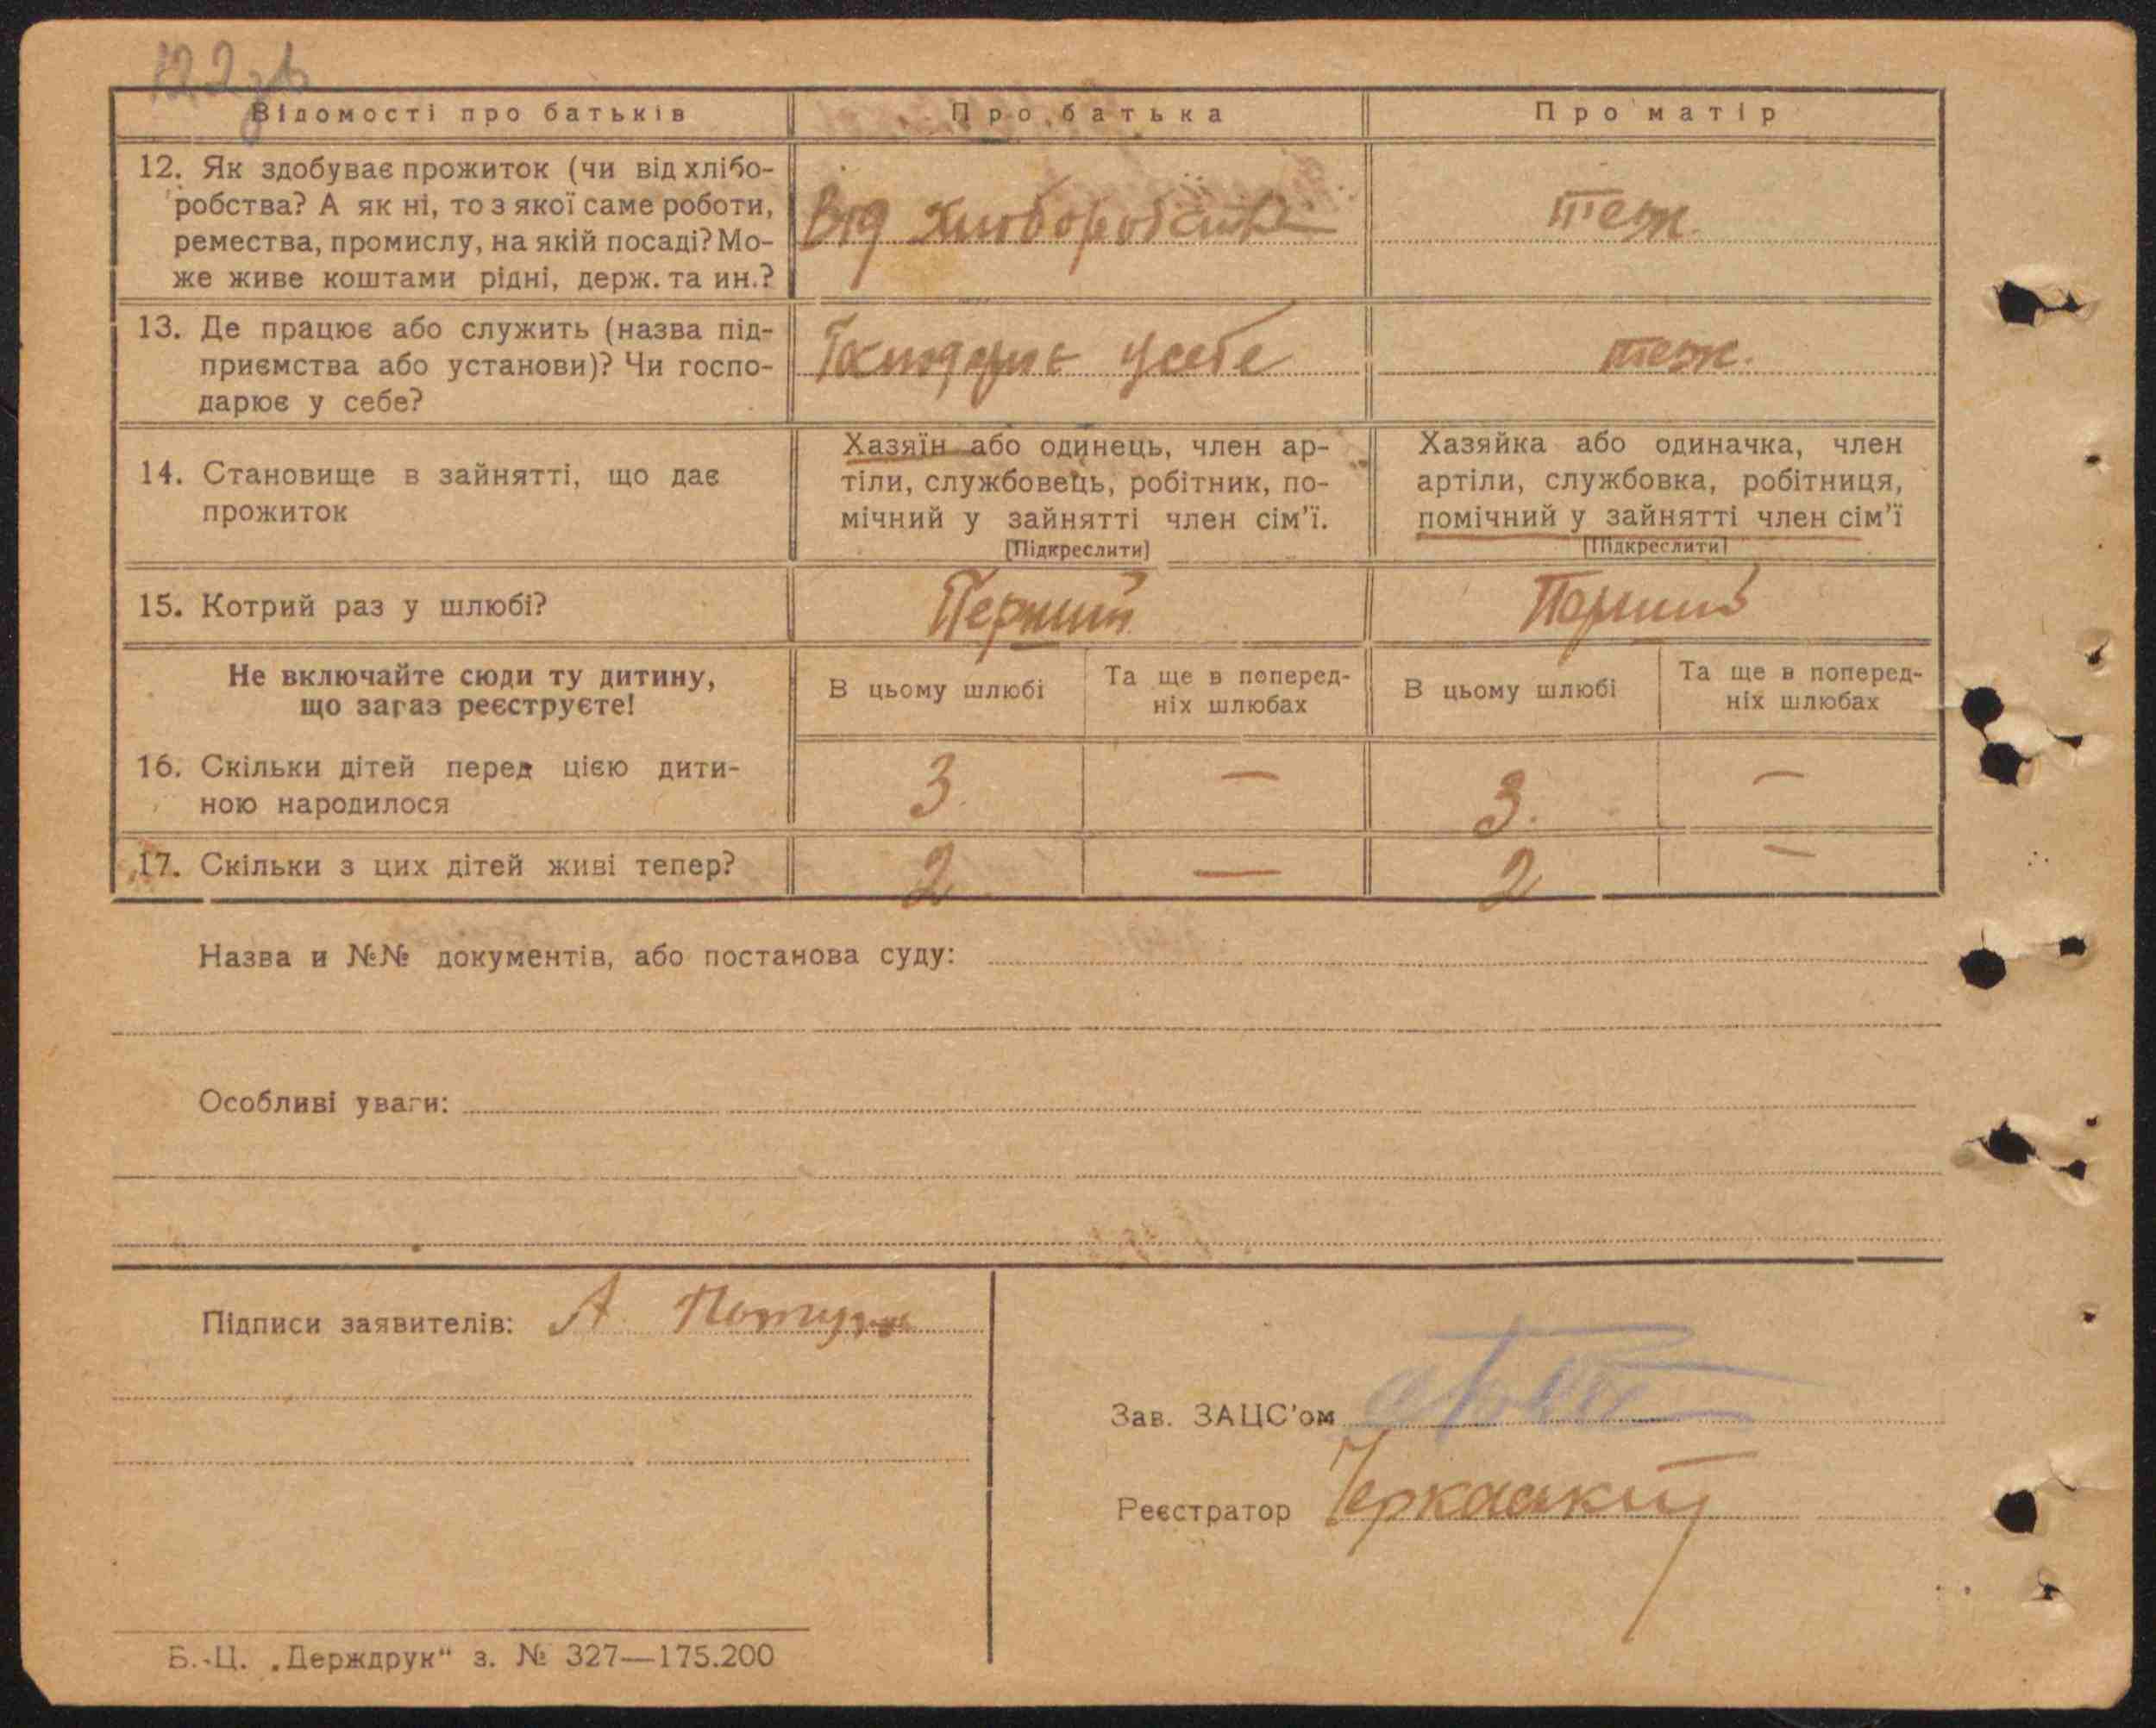 122зв
Відомості про батьків
Про батька
Про матір
12. Як здобуває прожиток (чи від хлібо-
робства? А як ні, то з якої саме роботи,
ремества, промислу, на якій посаді? Мо-
же живе коштами рідні, держ. та ин.?
Від хлиборобства
теж.
13. Де працює або служить (назва під-
приємства або установи)? Чи госпо-
дарює у себе?
усебе
теж.
14. Становище в зайнятті, що дає
прожиток
Хазяїн або одинець, член ар-
тіли, службовець, робітник, по-
мічний у зайнятті член сім'ї.
[Підкреслити]
Хазяйка або одиначка, член
артіли, службовка, робітниця,
помічний у зайнятті член сім'ї
[Підкреслити]
15. Котрий раз у шлюбі?
Перший
Перший
Не включайте сюди ту дитину,
що зараз реєструєте!
В цьому шлюбі
Та ще в поперед-
ніх шлюбах
В цьому шлюбі
Та ще в поперед-
ніх шлюбах
16. Скільки дітей перед цією дити-
ною народилося
3
—
3.
—
17. Скільки з цих дітей живі тепер?
2
—
2
—
Назва и №№ документів, або постанова суду:
Особливі уваги:
Підписи заявителів: А
Зав. ЗАЦС'ом
Реєстратор Черкаский
Б.-Ц. „Держдрук“ з. № 327—175.200